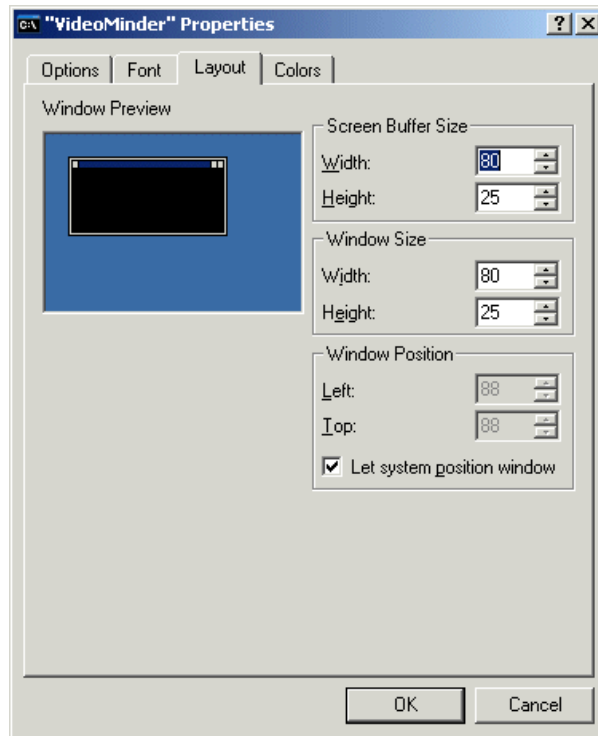 C:\ "VideoMinder" Properties
Options Font Layout Colors
Window Preview
Screen Buffer Size
Width: 80
Height: 25
Window Size
Width: 80
Height: 25
Window Position
Left: 88
Top: 88
Let system position window
OK Cancel